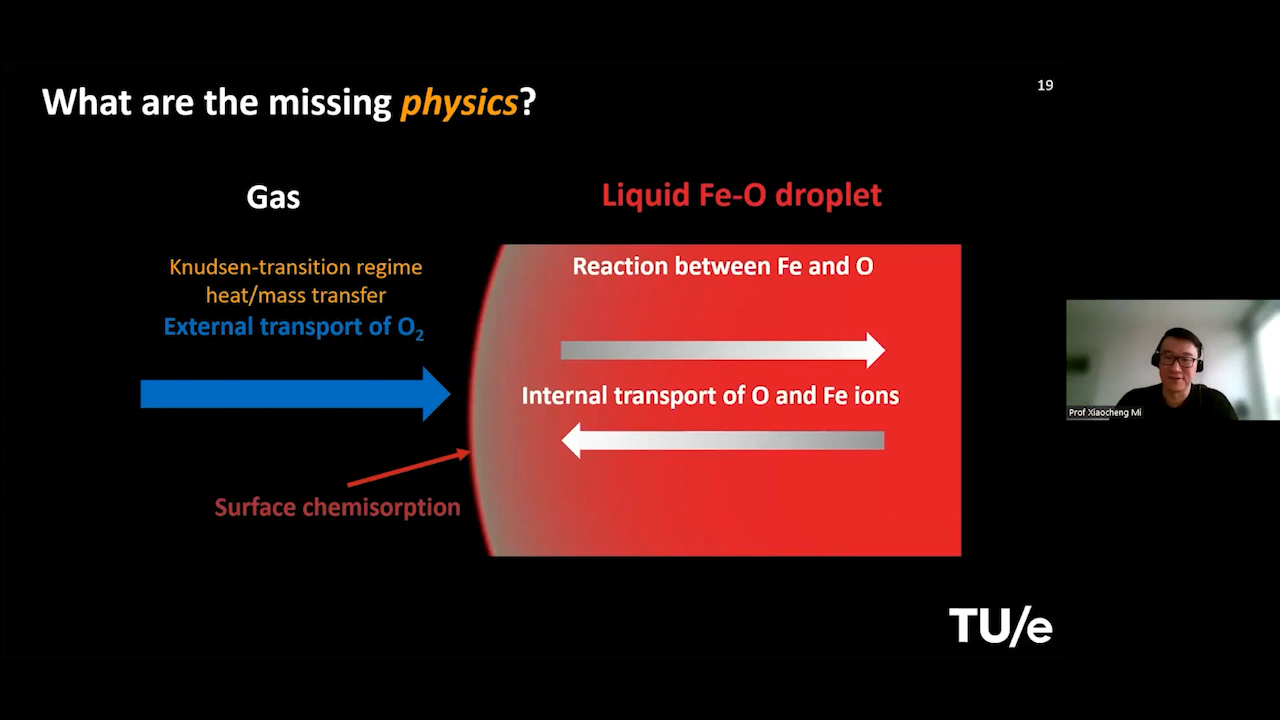 What are the missing physics?
19
Gas
Liquid Fe-O droplet
Knudsen-transition regime
heat/mass transfer
External transport of O₂
Reaction between Fe and O
Internal transport of O and Fe ions
Surface chemisorption
Prof Xiaocheng Mi
TU/e